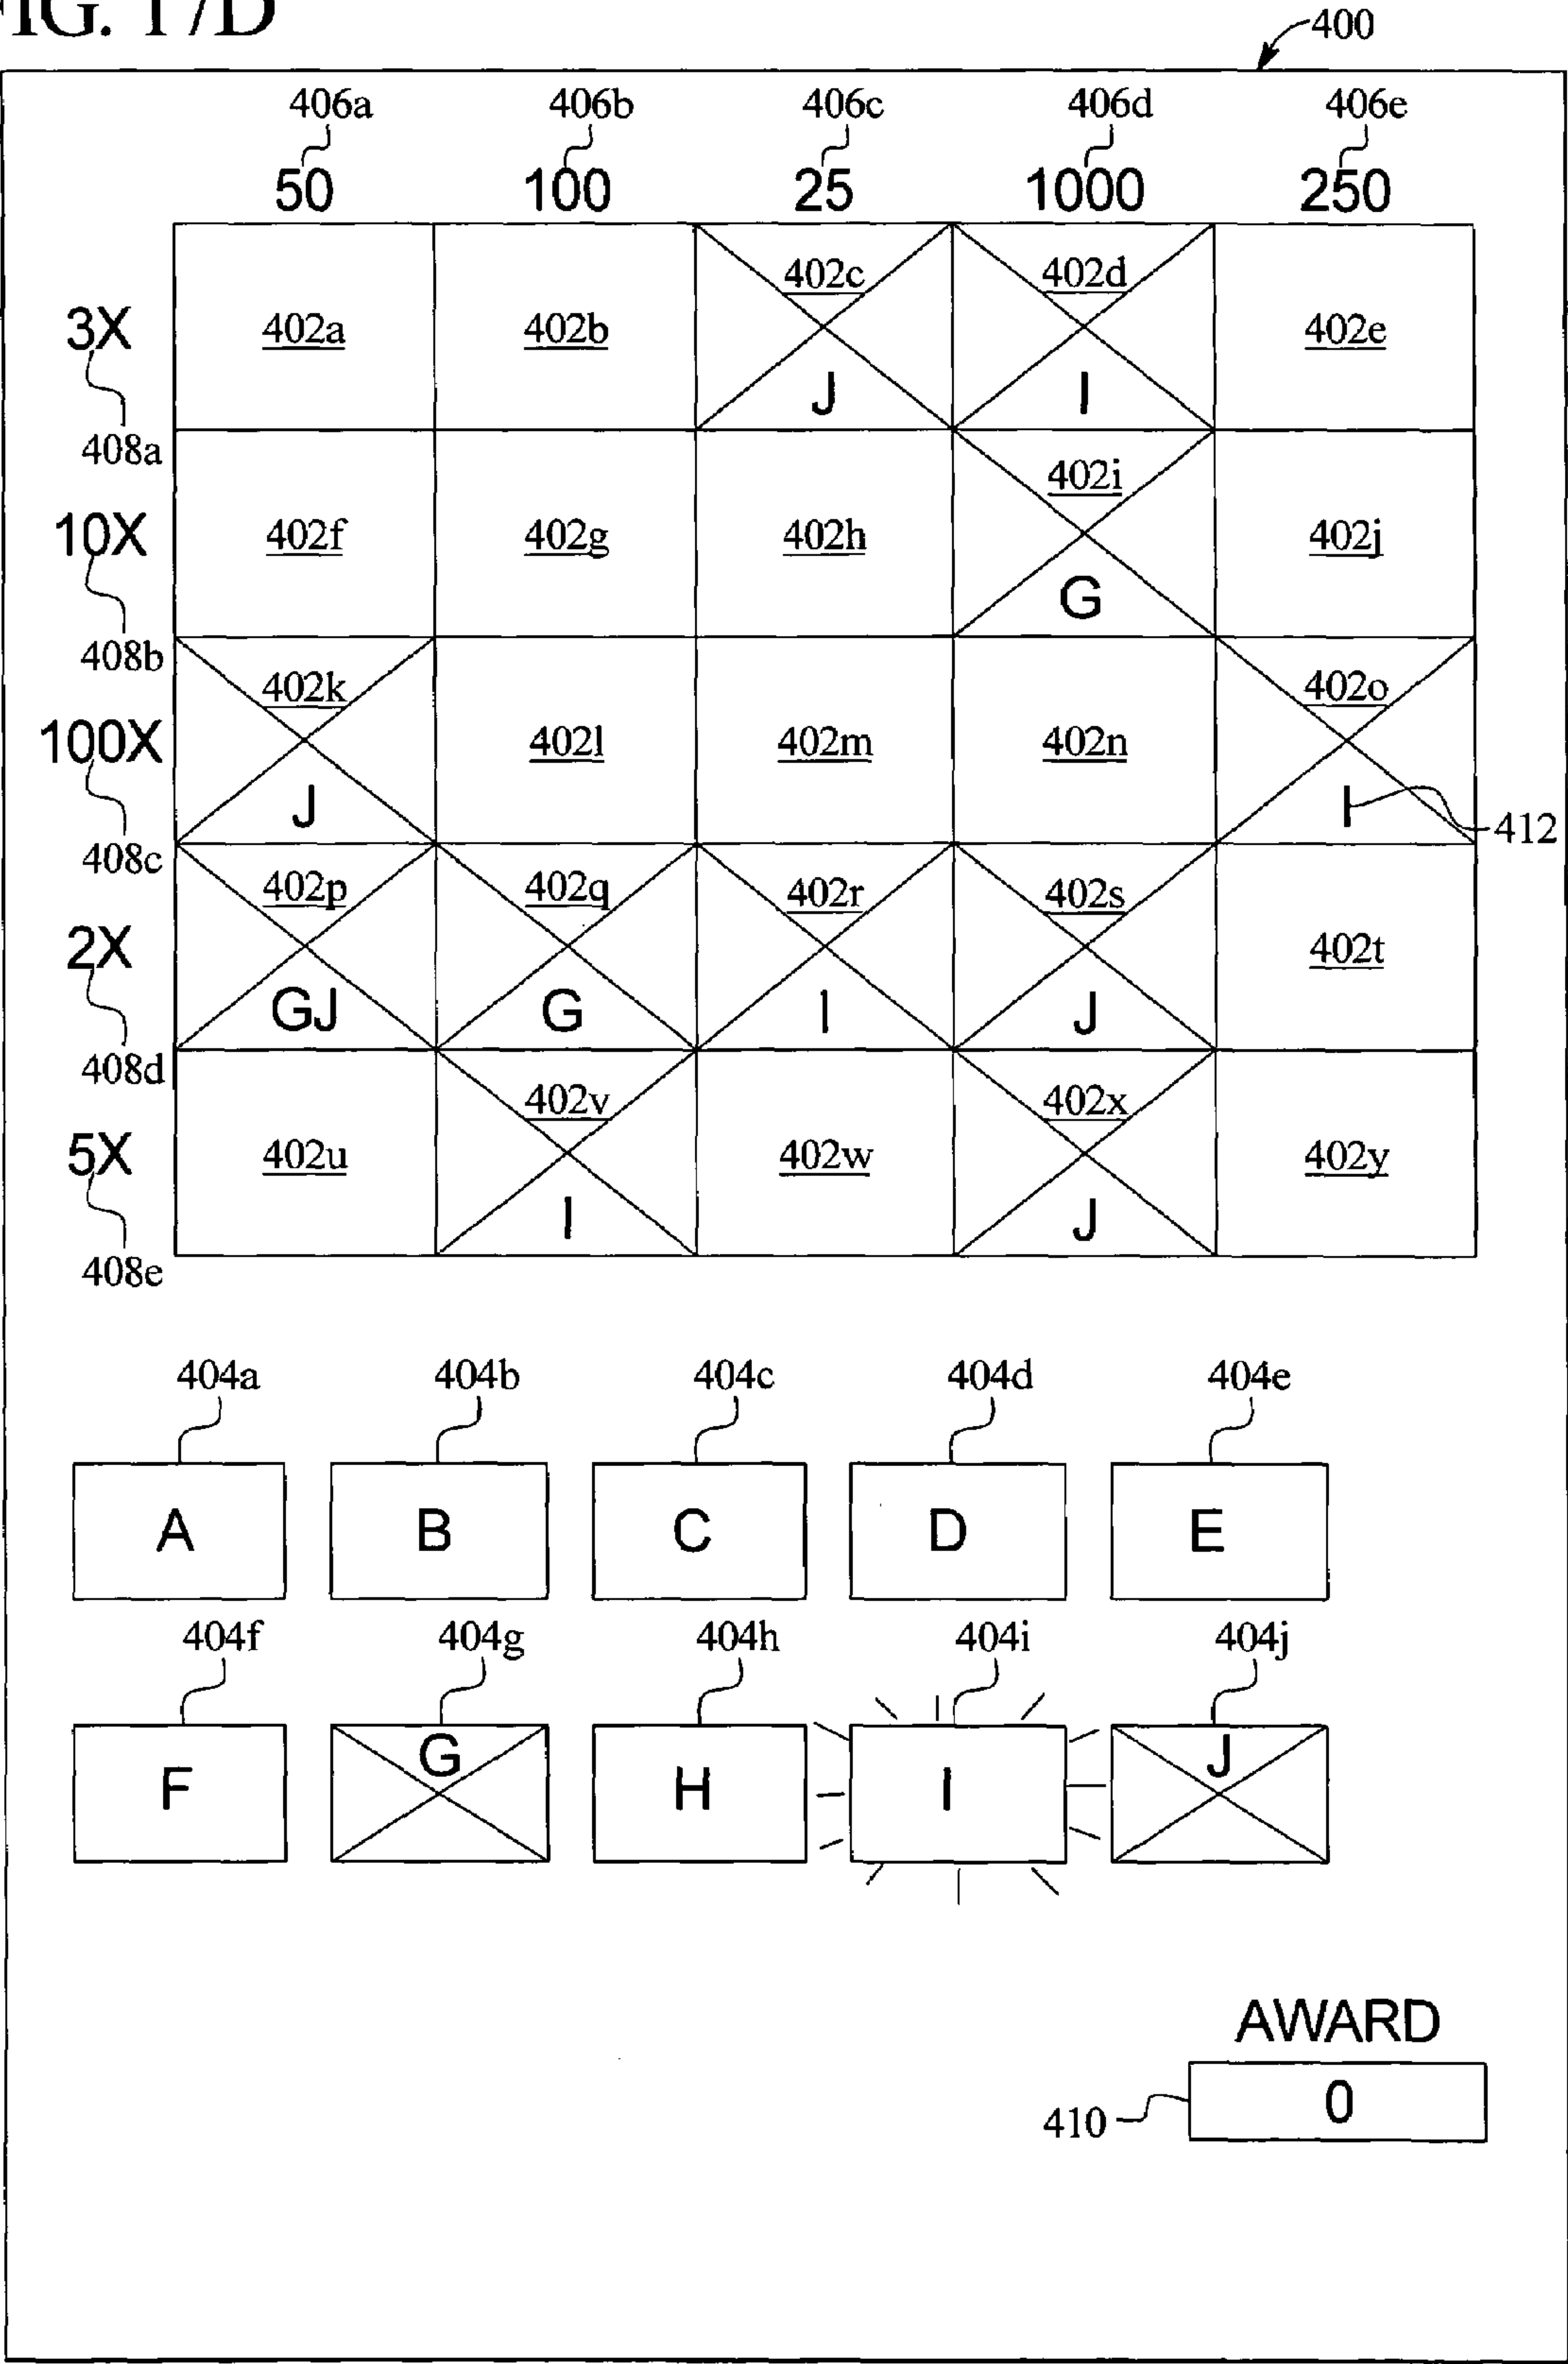 FIG. 17D
400
406a 406b 406c 406d 406e
50 100 25 1000 250
402c 402d
3X 402a 402b 402e
J I
408a
402i
10X 402f 402g 402h 402j
G
408b
402k 402o
100X 402l 402m 402n
J I 412
408c
402p 402q 402r 402s
2X 402t
GJ G I J
408d
402v 402x
5X 402u 402w 402y
I J
408e
404a 404b 404c 404d 404e
A B C D E
404f 404g 404h 404i 404j
G J
F H I
AWARD
410 0